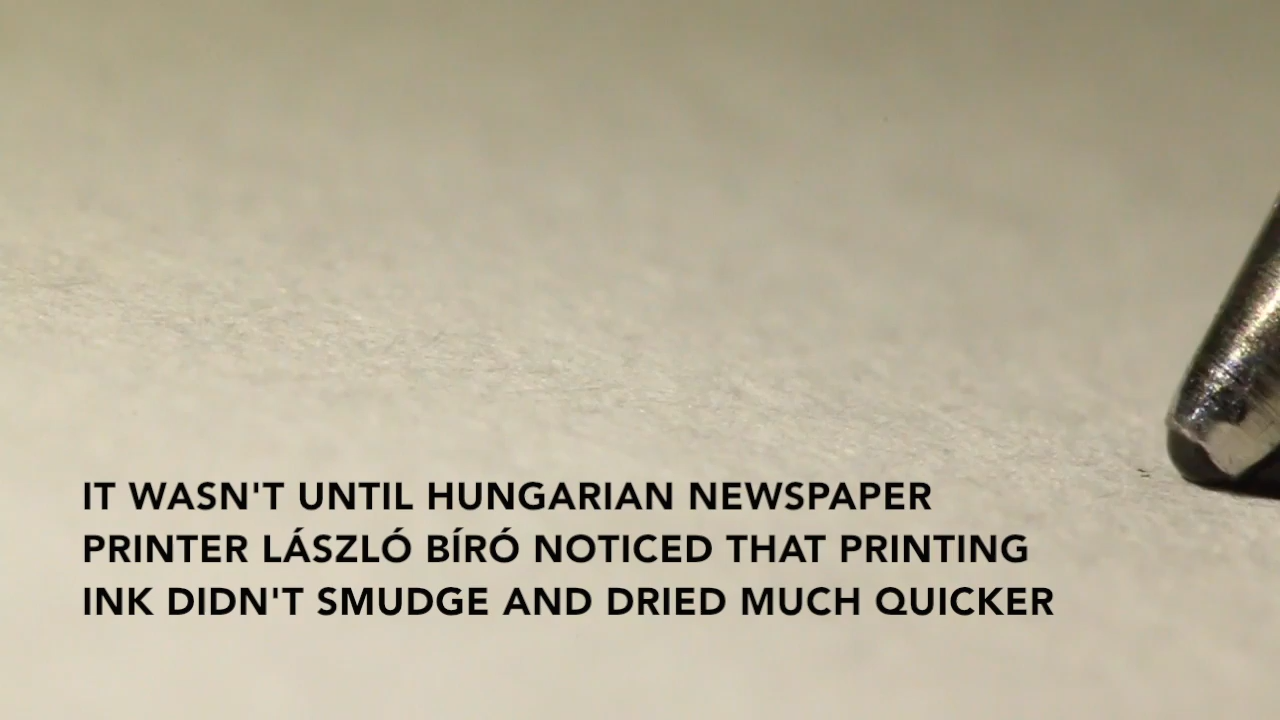 IT WASN'T UNTIL HUNGARIAN NEWSPAPER
PRINTER LÁSZLÓ BÍRÓ NOTICED THAT PRINTING
INK DIDN'T SMUDGE AND DRIED MUCH QUICKER